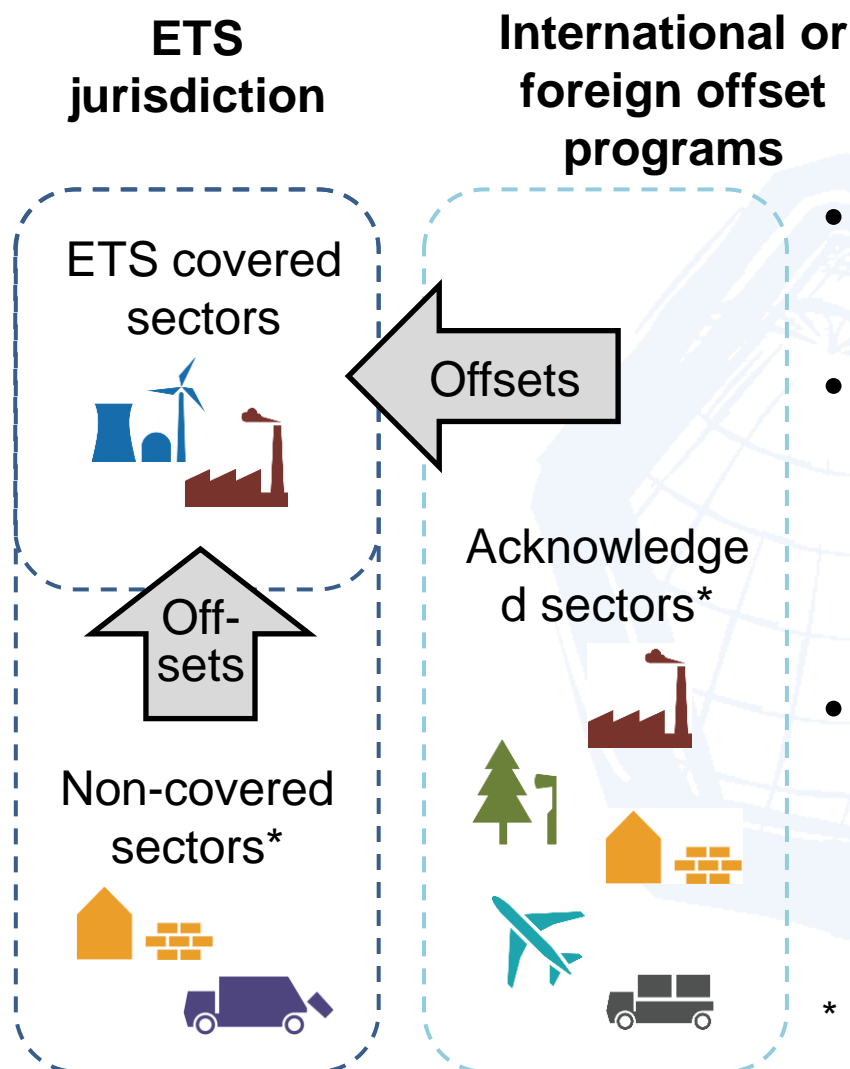 ETS
jurisdiction
International or
foreign offset
programs
ETS covered
sectors
Offsets
Off-
sets
Non-covered
sectors*
Acknowledge
d sectors*
•
•
•
*